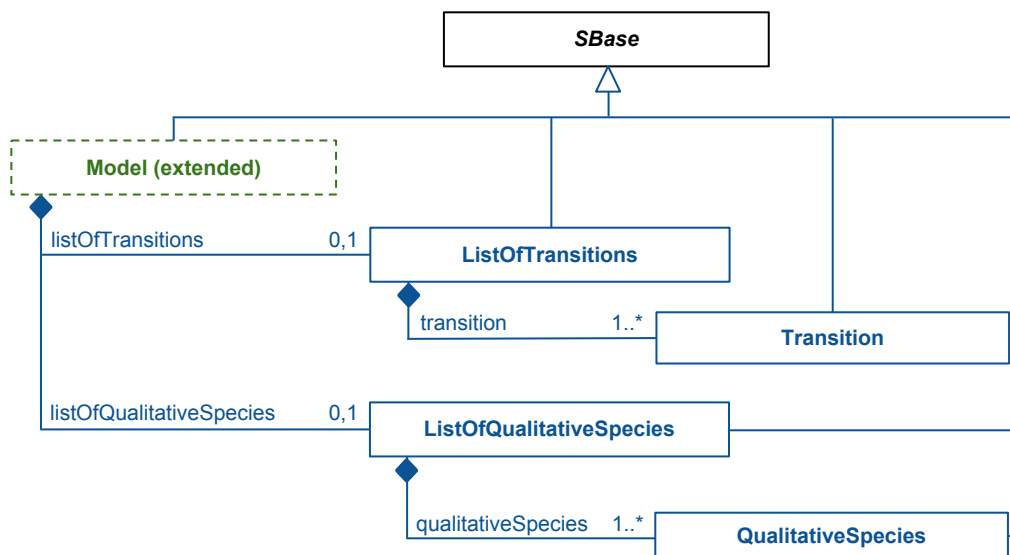 SBase
Model (extended)
listOfTransitions 0,1
ListOfTransitions
transition 1..*
Transition
listOfQualitativeSpecies 0,1
ListOfQualitativeSpecies
qualitativeSpecies 1..*
QualitativeSpecies